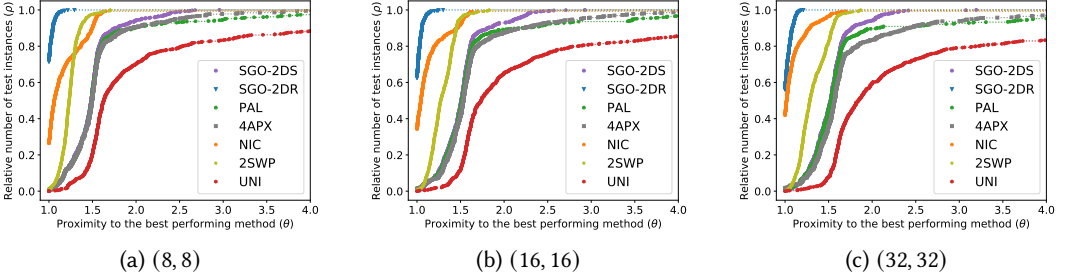 Relative number of test instances (ρ)
1.0
0.8
0.6
0.4
0.2
0.0
SGO-2DS
SGO-2DR
PAL
4APX
NIC
2SWP
UNI
1.0 1.5 2.0 2.5 3.0 3.5 4.0
Proximity to the best performing method (θ)
(a) (8, 8)
Relative number of test instances (ρ)
1.0
0.8
0.6
0.4
0.2
0.0
SGO-2DS
SGO-2DR
PAL
4APX
NIC
2SWP
UNI
1.0 1.5 2.0 2.5 3.0 3.5 4.0
Proximity to the best performing method (θ)
(b) (16, 16)
Relative number of test instances (ρ)
1.0
0.8
0.6
0.4
0.2
0.0
SGO-2DS
SGO-2DR
PAL
4APX
NIC
2SWP
UNI
1.0 1.5 2.0 2.5 3.0 3.5 4.0
Proximity to the best performing method (θ)
(c) (32, 32)